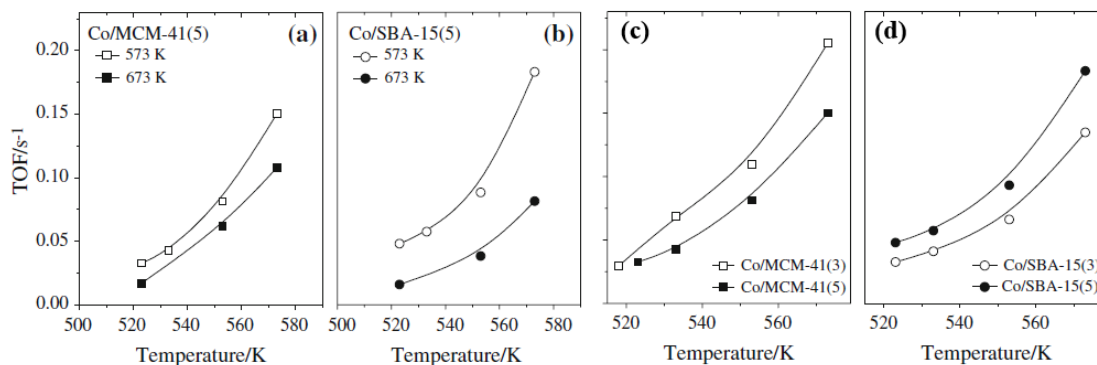 Co/MCM-41(5) (a)
573 K
673 K
Co/SBA-15(5) (b)
573 K
673 K
(c)
(d)
0.20
0.15
0.10
0.05
0.00
TOF/s-1
Co/MCM-41(3)
Co/MCM-41(5)
Co/SBA-15(3)
Co/SBA-15(5)
500 520 540 560 580
500 520 540 560 580
520 540 560
520 540 560
Temperature/K
Temperature/K
Temperature/K
Temperature/K